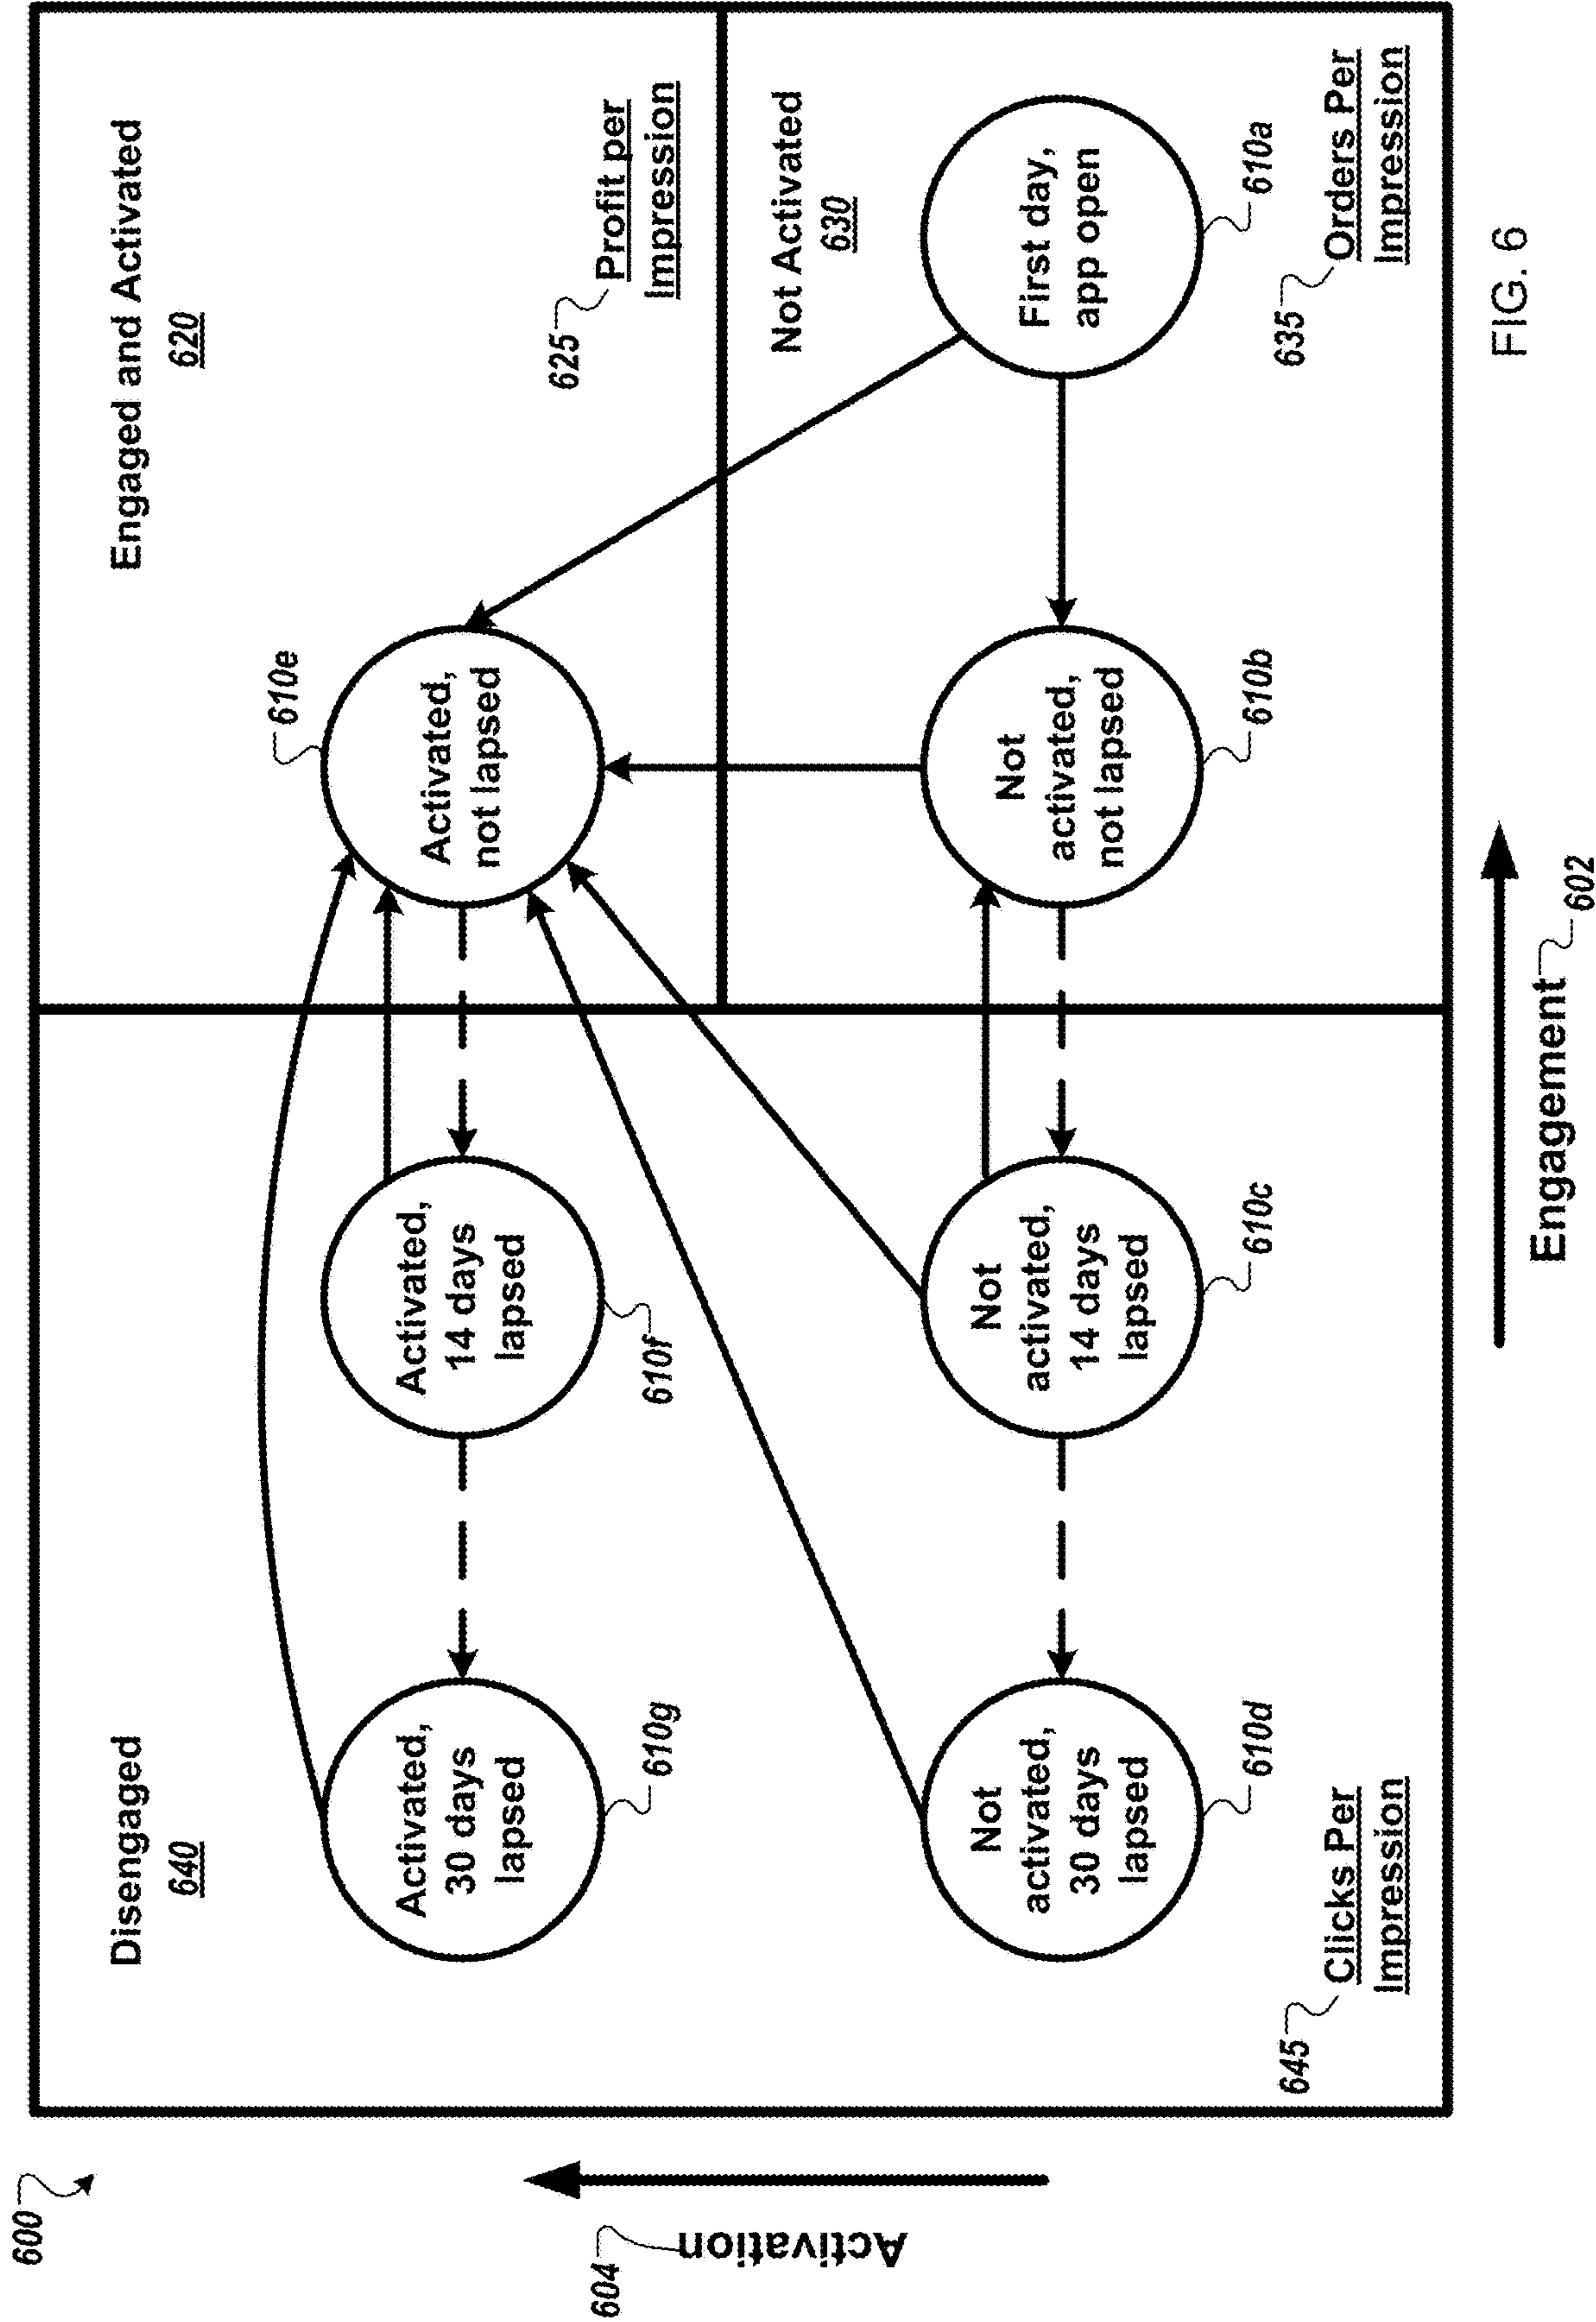 600
Disengaged
640
Engaged and Activated
620
610e
Activated,
30 days
lapsed
610g
Activated,
14 days
lapsed
610f
Activated,
not lapsed
625
Profit per
Impression
Not Activated
630
Not
activated,
30 days
lapsed
610d
Not
activated,
14 days
lapsed
610c
Not
activated,
not lapsed
610b
First day,
app open
610a
645
Clicks Per
Impression
635
Orders Per
Impression
604
Activation
Engagement
602
FIG. 6